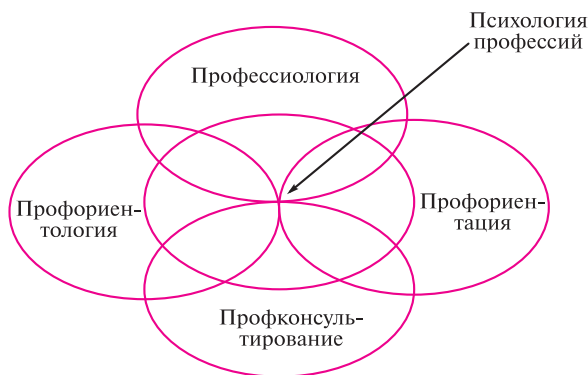 Психология
профессий
Профессиология
Профориен-
тология
Профориен-
тация
Профконсуль-
тирование